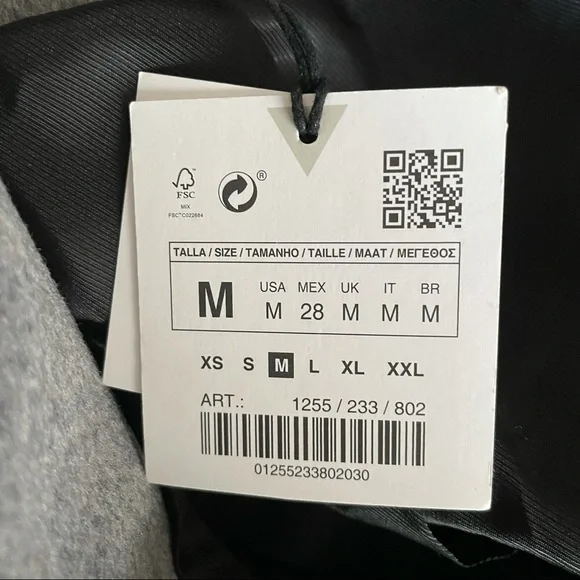 FSC
MIX
FSC® C022684
®
TALLA / SIZE / TAMANHO / TAILLE / MAAT / ΜΕΓΕΘΟΣ
M
USA MEX UK IT BR
M 28 M M M
XS S M L XL XXL
ART.: 1255 / 233 / 802
01255233802030